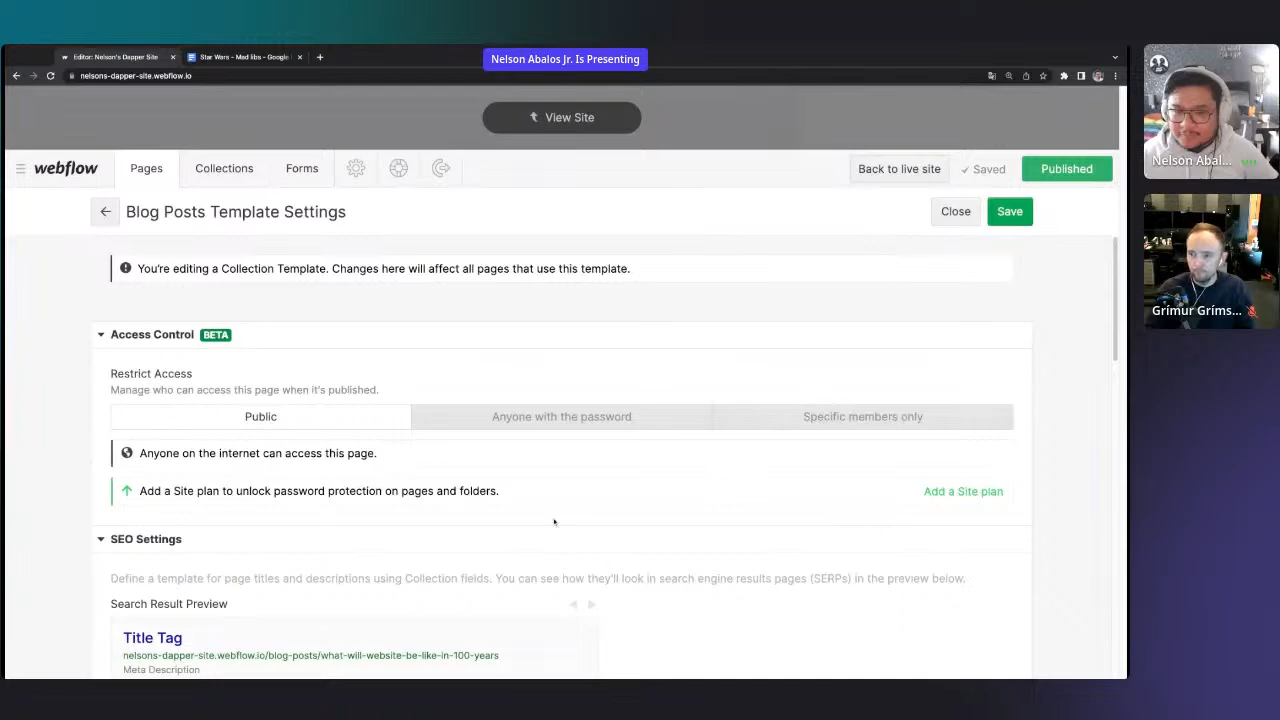 Nelson Abalos Jr. Is Presenting
Editor: Nelson's Dapper Site
Star Wars - Mad libs - Google
nelsons-dapper-site.webflow.io
View Site
webflow
Pages
Collections
Forms
Back to live site
Saved
Published
Blog Posts Template Settings
Close
Save
You're editing a Collection Template. Changes here will affect all pages that use this template.
Access Control BETA
Restrict Access
Manage who can access this page when it's published.
Public
Anyone with the password
Specific members only
Anyone on the internet can access this page.
Add a Site plan to unlock password protection on pages and folders.
Add a Site plan
SEO Settings
Define a template for page titles and descriptions using Collection fields. You can see how they'll look in search engine results pages (SERPs) in the preview below.
Search Result Preview
Title Tag
nelsons-dapper-site.webflow.io/blog-posts/what-will-website-be-like-in-100-years
Meta Description
Nelson Abal...
Grímur Gríms...